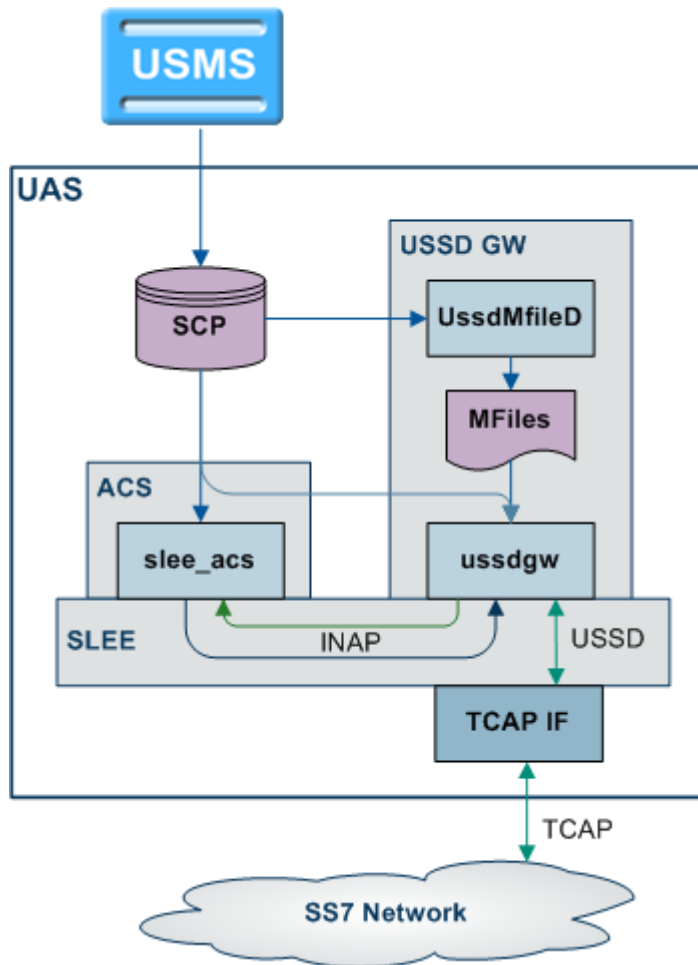 USMS
UAS
USSD GW
SCP
UssdMfileD
MFiles
ACS
slee_acs
ussdgw
SLEE
INAP
USSD
TCAP IF
TCAP
SS7 Network